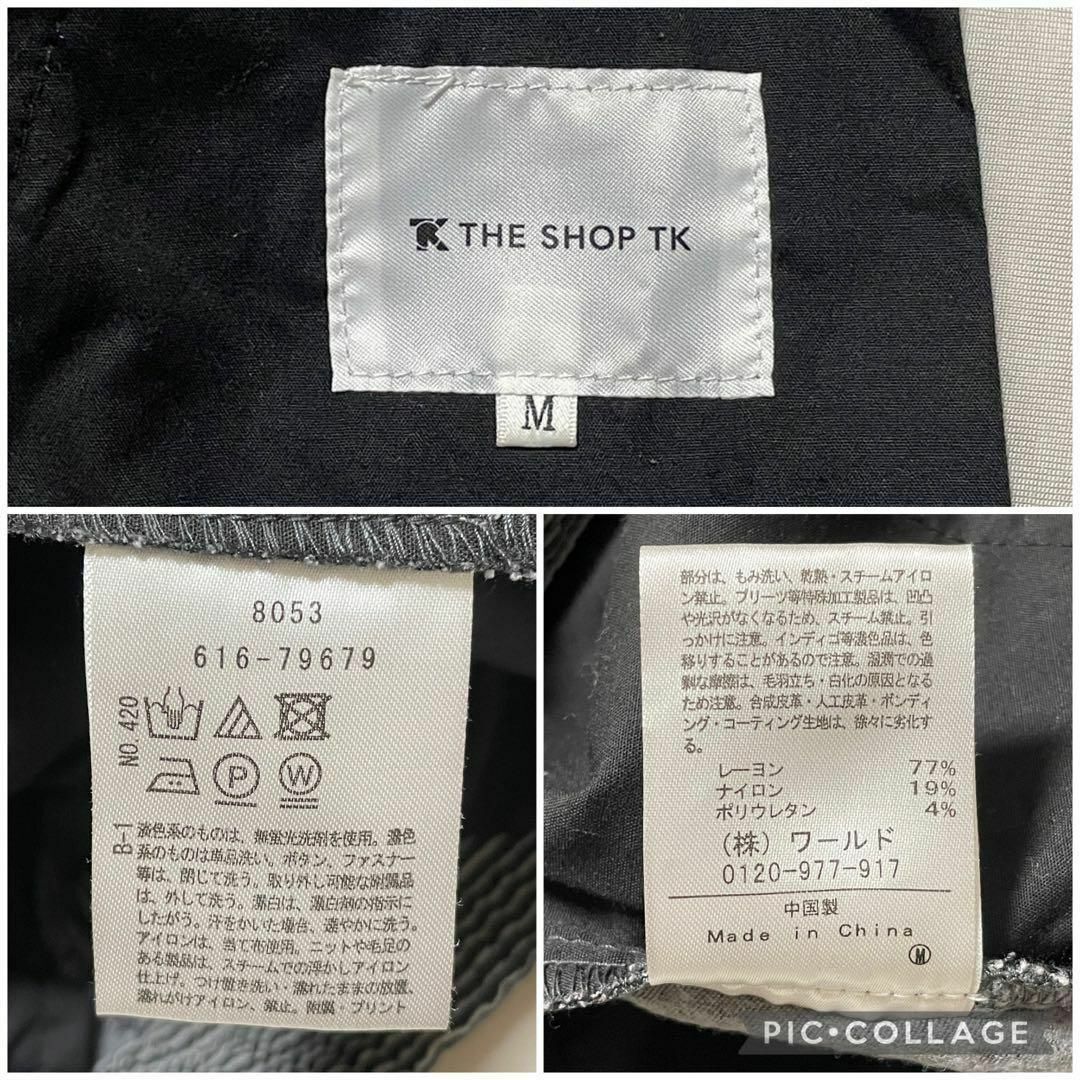 THE SHOP TK
M
8053
616-79679
NO. 420
B-1
淡色系のものは、無蛍光洗剤を使用。濃色
系のものは単品洗い。ボタン、ファスナー
等は、閉じて洗う。取り外し可能な付属品
は、外して洗う。漂白は、漂白剤の指示に
したがう。汗をかいた場合、速やかに洗う。
アイロンは、当て布使用。ニットや毛足の
ある製品は、スチームでの浮かしアイロン
仕上げ。つけ置き洗い・濡れたままの放置、
濡れがけアイロン、禁止。附属・プリント
部分は、もみ洗い、乾熱・スチームアイロ
ン禁止。プリーツ等特殊加工製品は、凹凸
や光沢がなくなるため、スチーム禁止。引
っかけに注意。インディゴ等濃色品は、色
移りすることがあるので注意。湿潤での過
剰な摩擦は、毛羽立ち・白化の原因となる
ため注意。合成皮革・人工皮革・ボンディ
ング・コーティング生地は、徐々に劣化す
る。
レーヨン 77%
ナイロン 19%
ポリウレタン 4%
(株) ワールド
0120-977-917
中国製
Made in China
M
PIC•COLLAGE